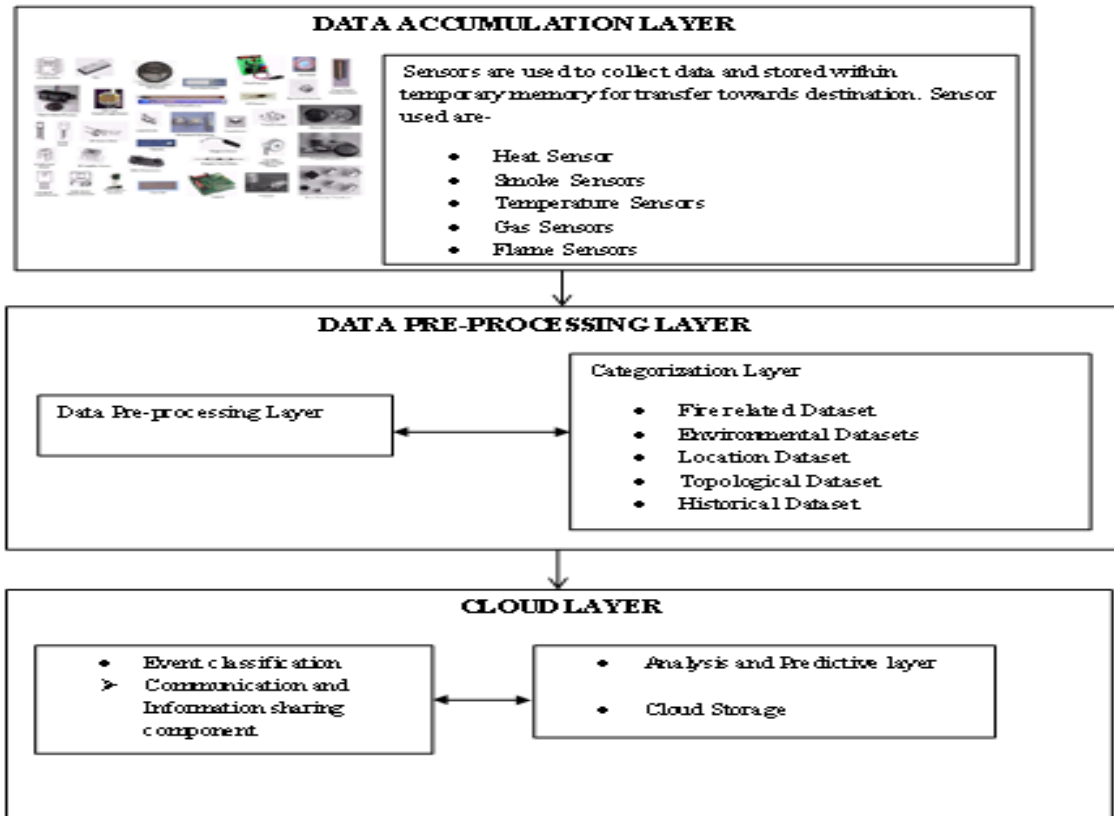 DATA ACCUMULATION LAYER
Sensors are used to collect data and stored within
temporary memory for transfer towards destination. Sensor
used are-
• Heat Sensor
• Smoke Sensors
• Temperature Sensors
• Gas Sensors
• Flame Sensors
DATA PRE-PROCESSING LAYER
Data Pre-processing Layer
Categorization Layer
• Fire related Dataset
• Environmental Datasets
• Location Dataset
• Topological Dataset
• Historical Dataset
CLOUD LAYER
• Event classification
➢ Communication and
Information sharing
component
• Analysis and Predictive layer
• Cloud Storage